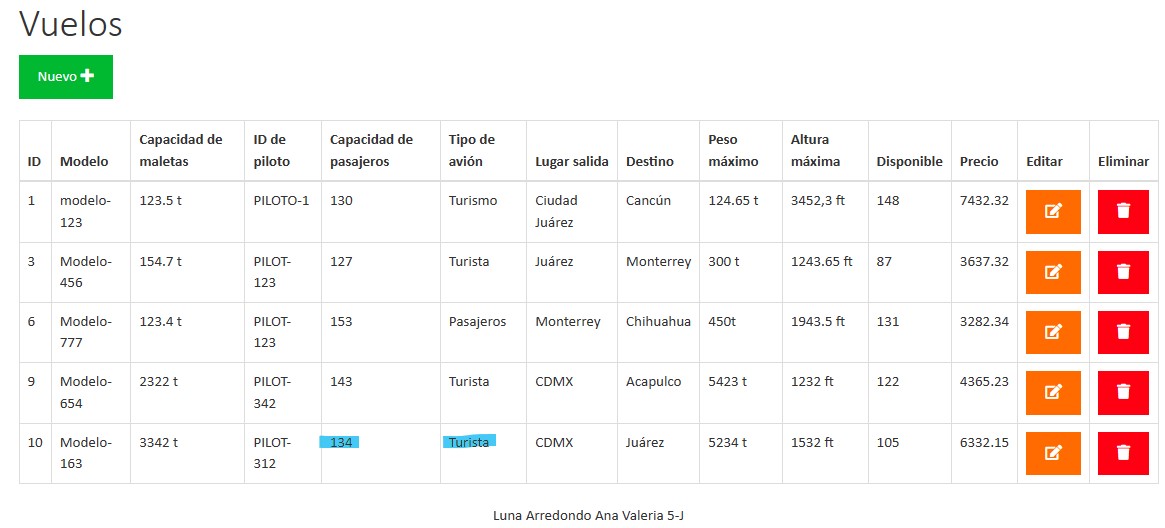 Vuelos
Nuevo
ID Modelo Capacidad de maletas ID de piloto Capacidad de pasajeros Tipo de avión Lugar salida Destino Peso máximo Altura máxima Disponible Precio Editar Eliminar
1 modelo-123 123.5 t PILOTO-1 130 Turismo Ciudad Juárez Cancún 124.65 t 3452,3 ft 148 7432.32
3 Modelo-456 154.7 t PILOT-123 127 Turista Juárez Monterrey 300 t 1243.65 ft 87 3637.32
6 Modelo-777 123.4 t PILOT-123 153 Pasajeros Monterrey Chihuahua 450t 1943.5 ft 131 3282.34
9 Modelo-654 2322 t PILOT-342 143 Turista CDMX Acapulco 5423 t 1232 ft 122 4365.23
10 Modelo-163 3342 t PILOT-312 134 Turista CDMX Juárez 5234 t 1532 ft 105 6332.15
Luna Arredondo Ana Valeria 5-J